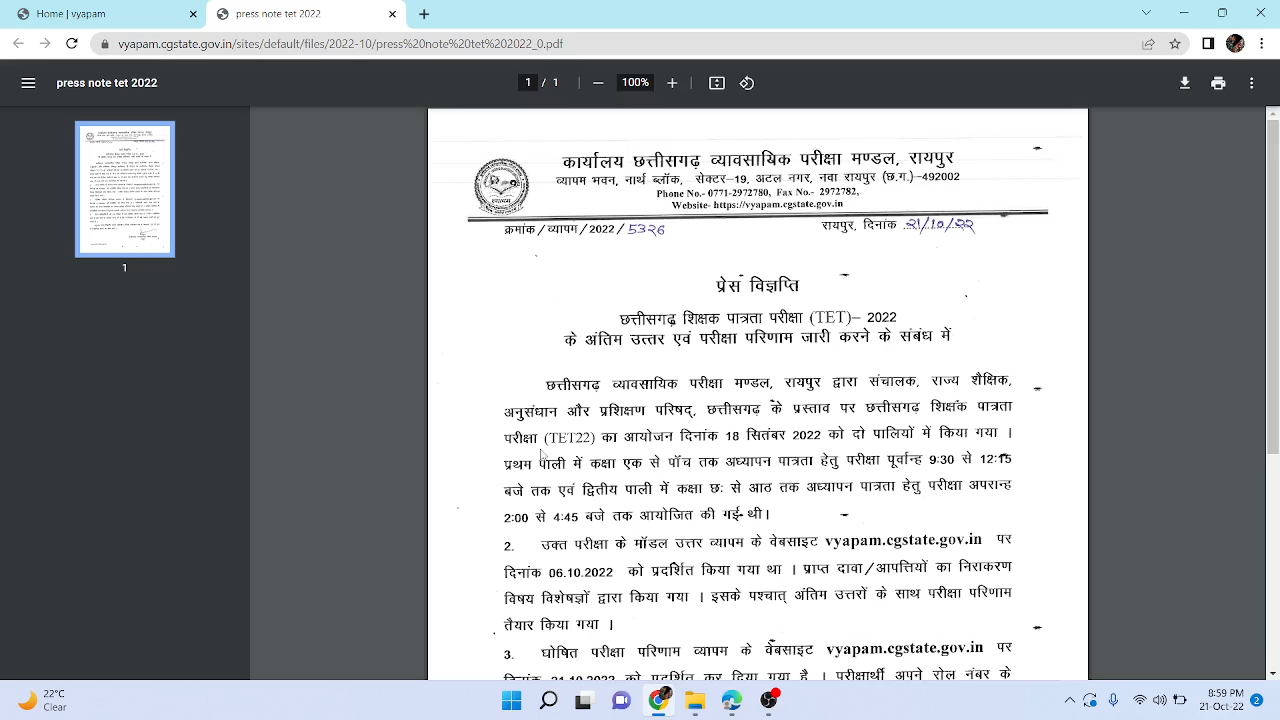 Home | vyapam
press note tet 2022
vyapam.cgstate.gov.in/sites/default/files/2022-10/press%20note%20tet%202022_0.pdf
press note tet 2022
1 / 1
100%
1
कार्यालय छत्तीसगढ़ व्यावसायिक परीक्षा मण्डल, रायपुर
व्यापम भवन, नार्थ ब्लॉक, सेक्टर–19, अटल नगर, नवा रायपुर (छ.ग.)–492002
Phone No.- 0771-2972780, Fax No.- 2972782,
Website- https://vyapam.cgstate.gov.in
क्रमांक/व्यापम/2022/5326
रायपुर, दिनांक 21/10/22
प्रेस विज्ञप्ति
छत्तीसगढ़ शिक्षक पात्रता परीक्षा (TET)– 2022
के अंतिम उत्तर एवं परीक्षा परिणाम जारी करने के संबंध में
छत्तीसगढ़ व्यावसायिक परीक्षा मण्डल, रायपुर द्वारा संचालक, राज्य शैक्षिक,
अनुसंधान और प्रशिक्षण परिषद्, छत्तीसगढ़ के प्रस्ताव पर छत्तीसगढ़ शिक्षक पात्रता
परीक्षा (TET22) का आयोजन दिनांक 18 सितंबर 2022 को दो पालियों में किया गया ।
प्रथम पाली में कक्षा एक से पाँच तक अध्यापन पात्रता हेतु परीक्षा पूर्वान्ह 9:30 से 12:15
बजे तक एवं द्वितीय पाली में कक्षा छः से आठ तक अध्यापन पात्रता हेतु परीक्षा अपरान्ह
2:00 से 4:45 बजे तक आयोजित की गई थी।
2. उक्त परीक्षा के मॉडल उत्तर व्यापम के वेबसाइट vyapam.cgstate.gov.in पर
दिनांक 06.10.2022 को प्रदर्शित किया गया था । प्राप्त दावा/आपत्तियों का निराकरण
विषय विशेषज्ञों द्वारा किया गया । इसके पश्चात् अंतिम उत्तरों के साथ परीक्षा परिणाम
तैयार किया गया ।
3. घोषित परीक्षा परिणाम व्यापम के वेबसाइट vyapam.cgstate.gov.in पर
दिनांक 21.10.2022 को प्रदर्शित कर दिया गया है । परीक्षार्थी अपने रोल नंबर के
22°C
Clear
8:59 PM
21-Oct-22
2